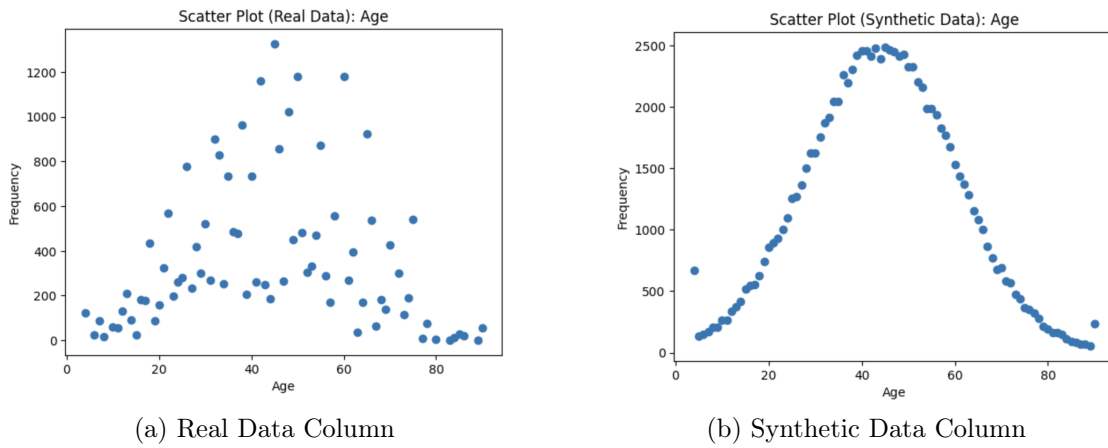 Scatter Plot (Real Data): Age
1200
1000
800
600
400
200
0
Frequency
0 20 40 60 80
Age
(a) Real Data Column
Scatter Plot (Synthetic Data): Age
2500
2000
1500
1000
500
0
Frequency
0 20 40 60 80
Age
(b) Synthetic Data Column